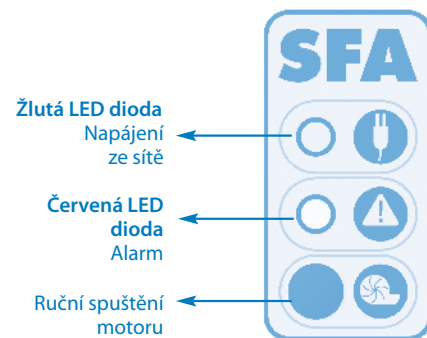 SFA
Žlutá LED dioda
Napájení
ze sítě
Červená LED
dioda
Alarm
Ruční spuštění
motoru